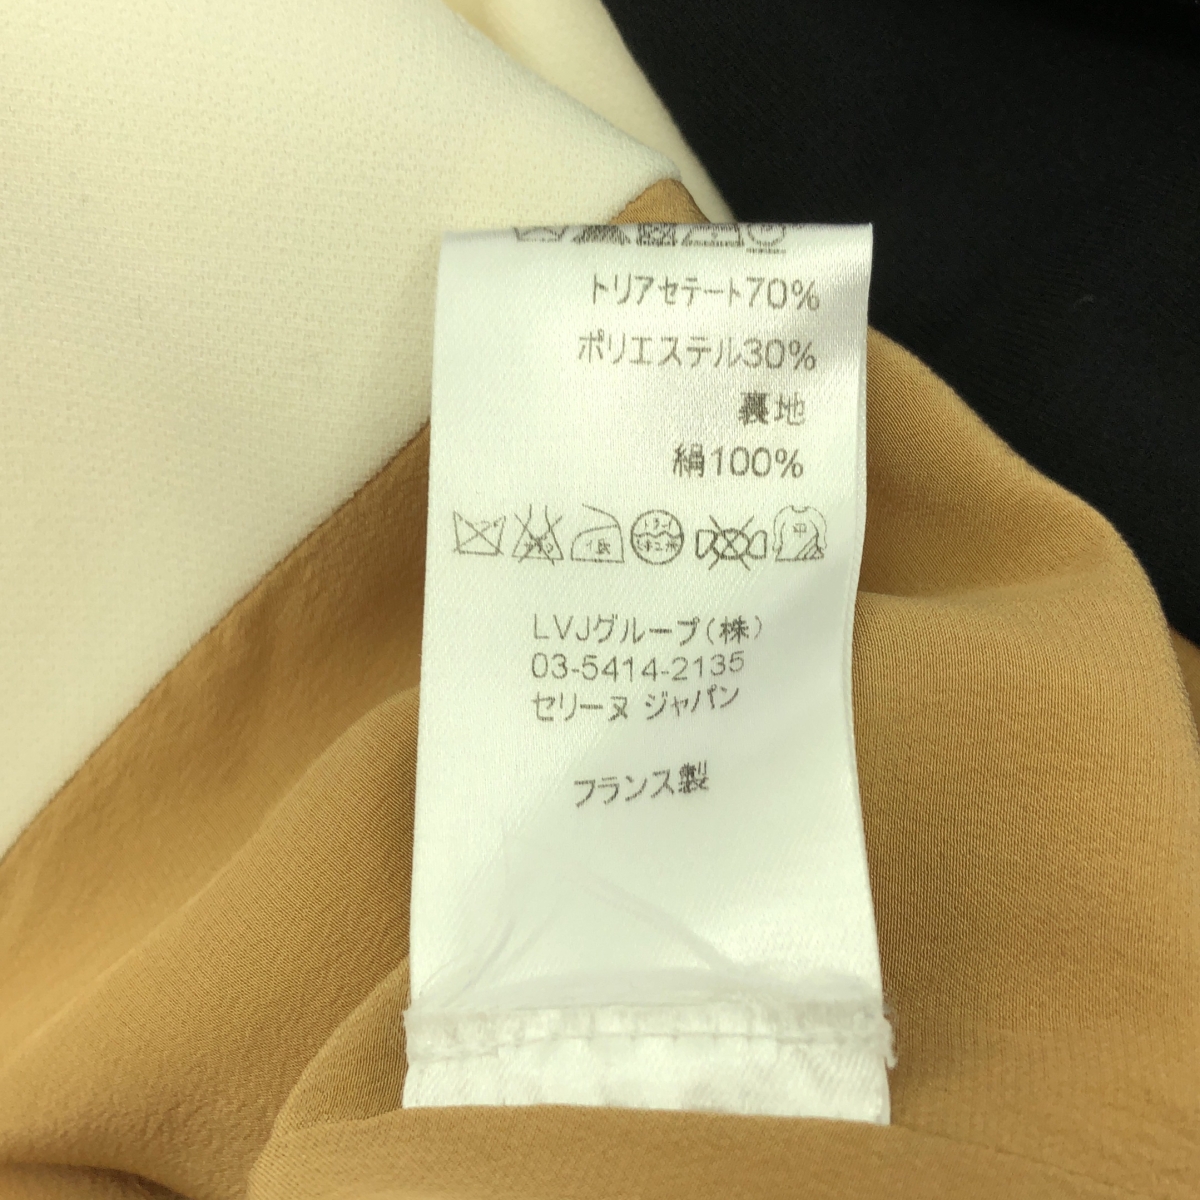 トリアセテート70%
ポリエステル30%
裏地
絹100%
中
LVJグループ(株)
03-5414-2135
セリーヌ ジャパン
フランス製